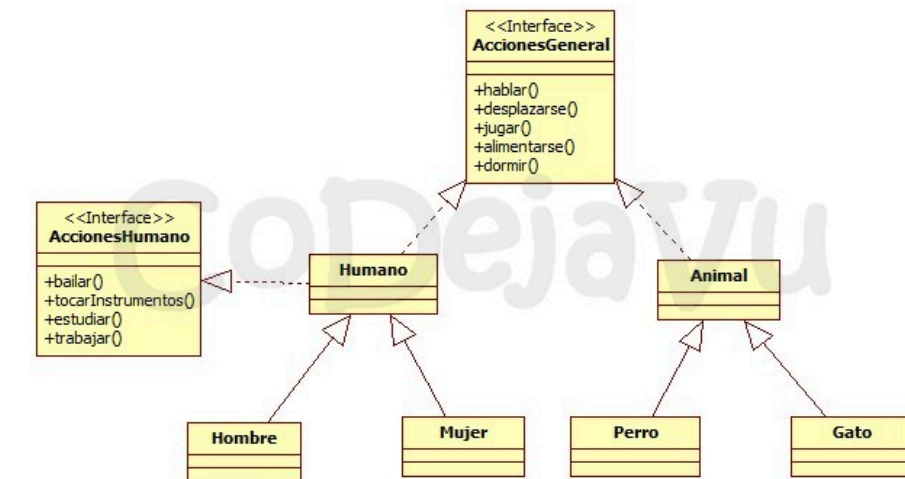 <<Interface>>
AccionesGeneral
+hablar()
+desplazarse()
+jugar()
+alimentarse()
+dormir()
<<Interface>>
AccionesHumano
+bailar()
+tocarInstrumentos()
+estudiar()
+trabajar()
CoDejaVu
Humano
Animal
Hombre
Mujer
Perro
Gato